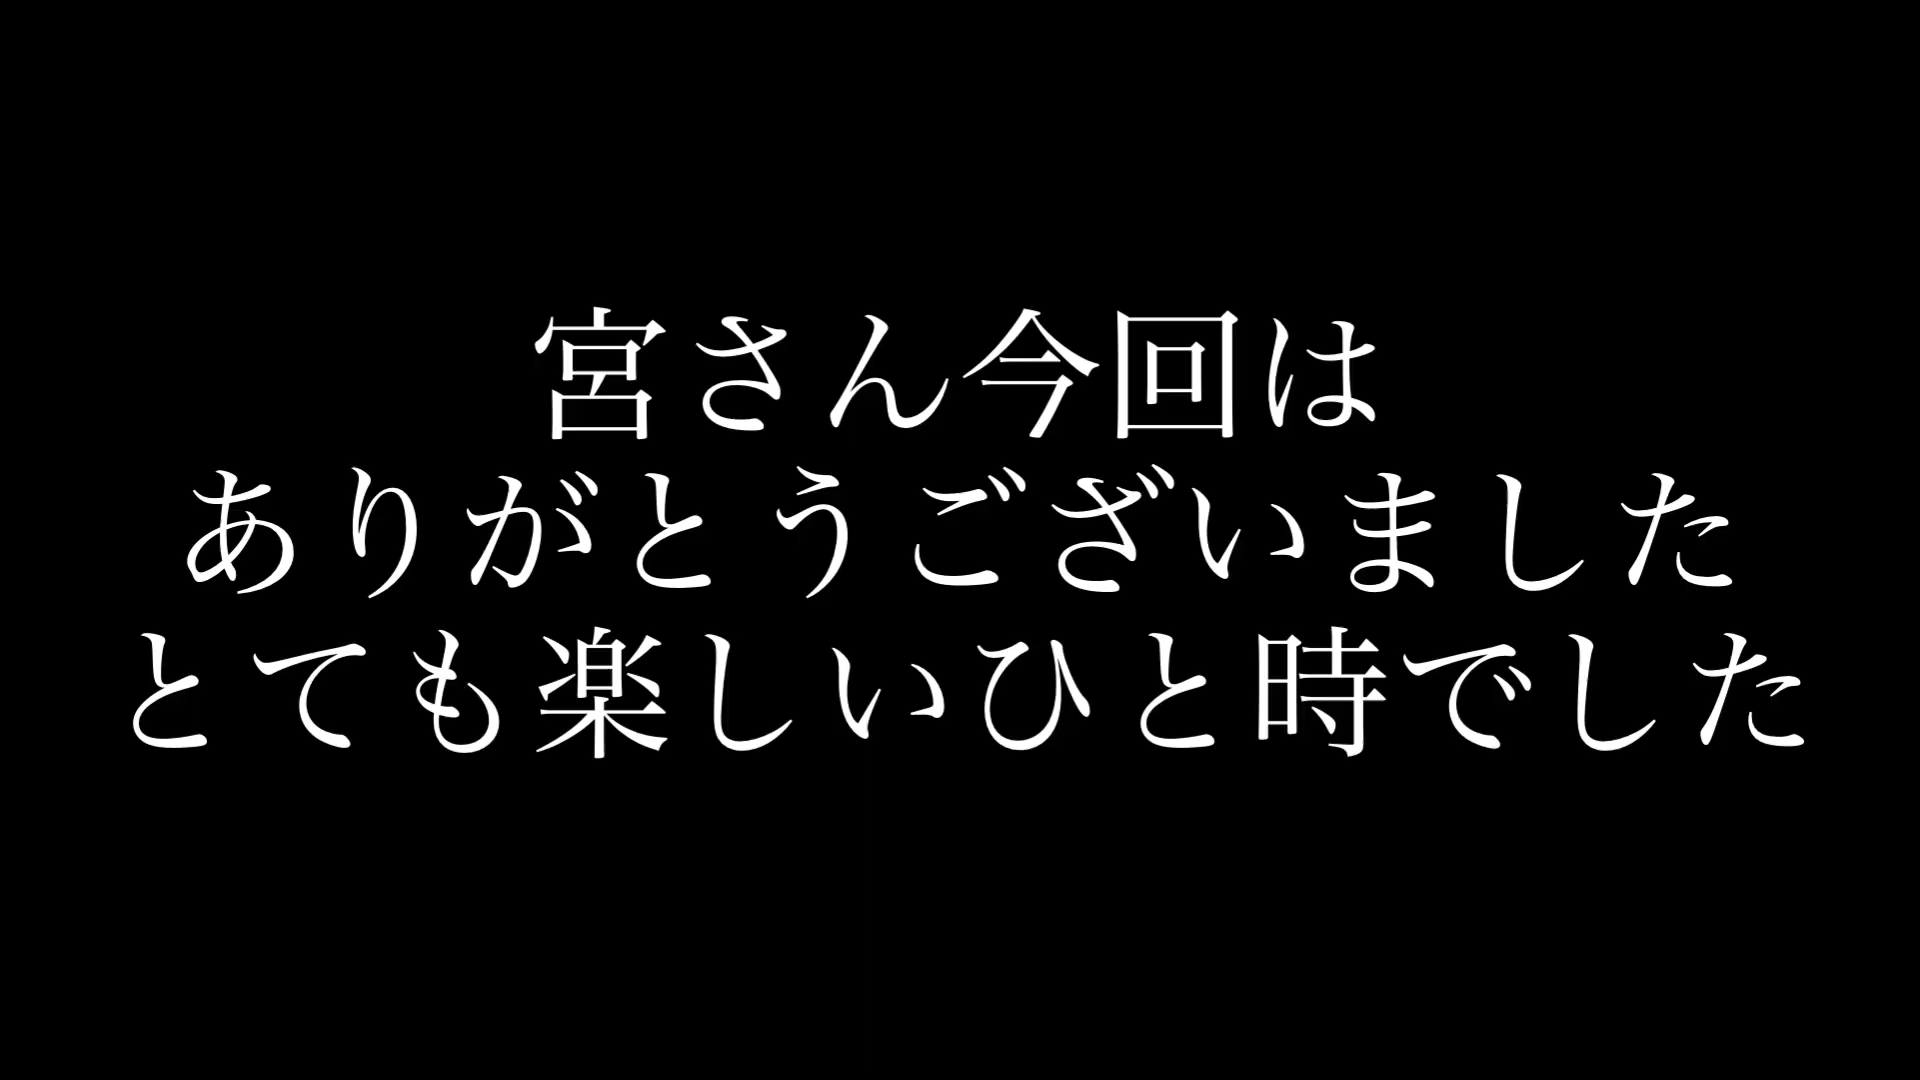 宮さん今回は
ありがとうございました
とても楽しいひと時でした